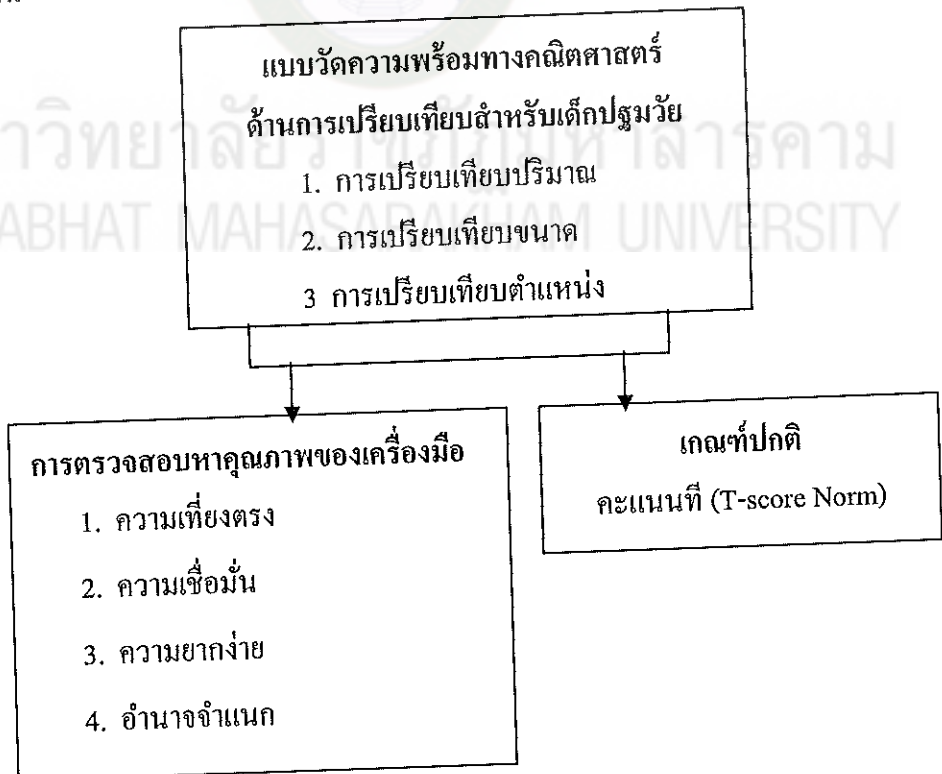 แบบวัดความพร้อมทางคณิตศาสตร์
ด้านการเปรียบเทียบสำหรับเด็กปฐมวัย
1. การเปรียบเทียบปริมาณ
2. การเปรียบเทียบขนาด
3 การเปรียบเทียบตำแหน่ง
ABHAT MAHASARAKHAM UNIVERSITY
การตรวจสอบหาคุณภาพของเครื่องมือ
1. ความเที่ยงตรง
2. ความเชื่อมั่น
3. ความยากง่าย
4. อำนาจจำแนก
เกณฑ์ปกติ
คะแนนที (T-score Norm)